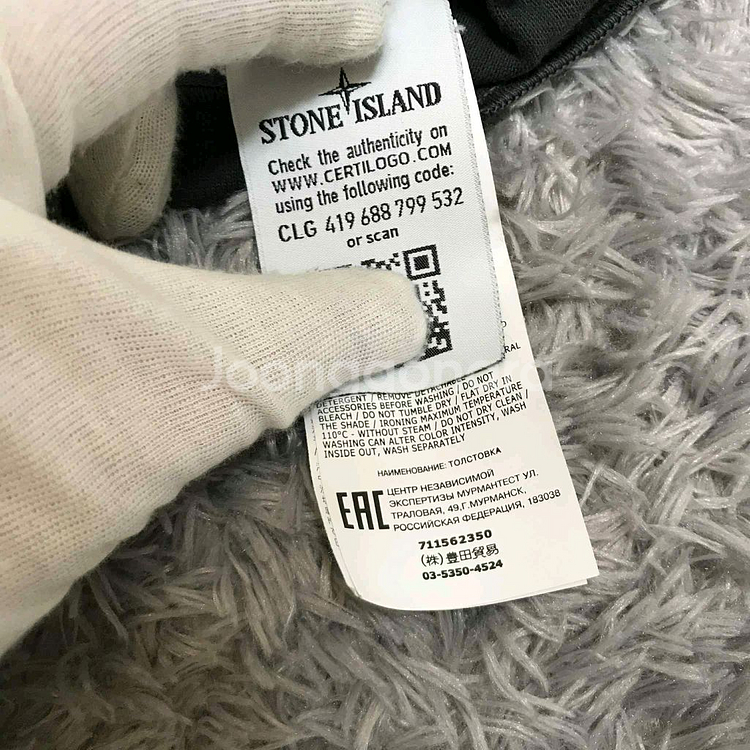 STONE ISLAND
Check the authenticity on
WWW.CERTILOGO.COM
using the following code:
CLG 419 688 799 532
or scan
RAL
DETERGENT / REMOVE DETACHABLE
ACCESSORIES BEFORE WASHING / DO NOT
BLEACH / DO NOT TUMBLE DRY / FLAT DRY IN
THE SHADE / IRONING MAXIMUM TEMPERATURE
110°C - WITHOUT STEAM / DO NOT DRY CLEAN /
WASHING CAN ALTER COLOR INTENSITY, WASH
INSIDE OUT, WASH SEPARATELY
НАИМЕНОВАНИЕ: ТОЛСТОВКА
EAC
ЦЕНТР НЕЗАВИСИМОЙ
ЭКСПЕРТИЗЫ МУРМАНТЕСТ УЛ.
ТРАЛОВАЯ, 49,Г.МУРМАНСК,
РОССИЙСКАЯ ФЕДЕРАЦИЯ, 183038
711562350
(株)豊田貿易
03-5350-4524